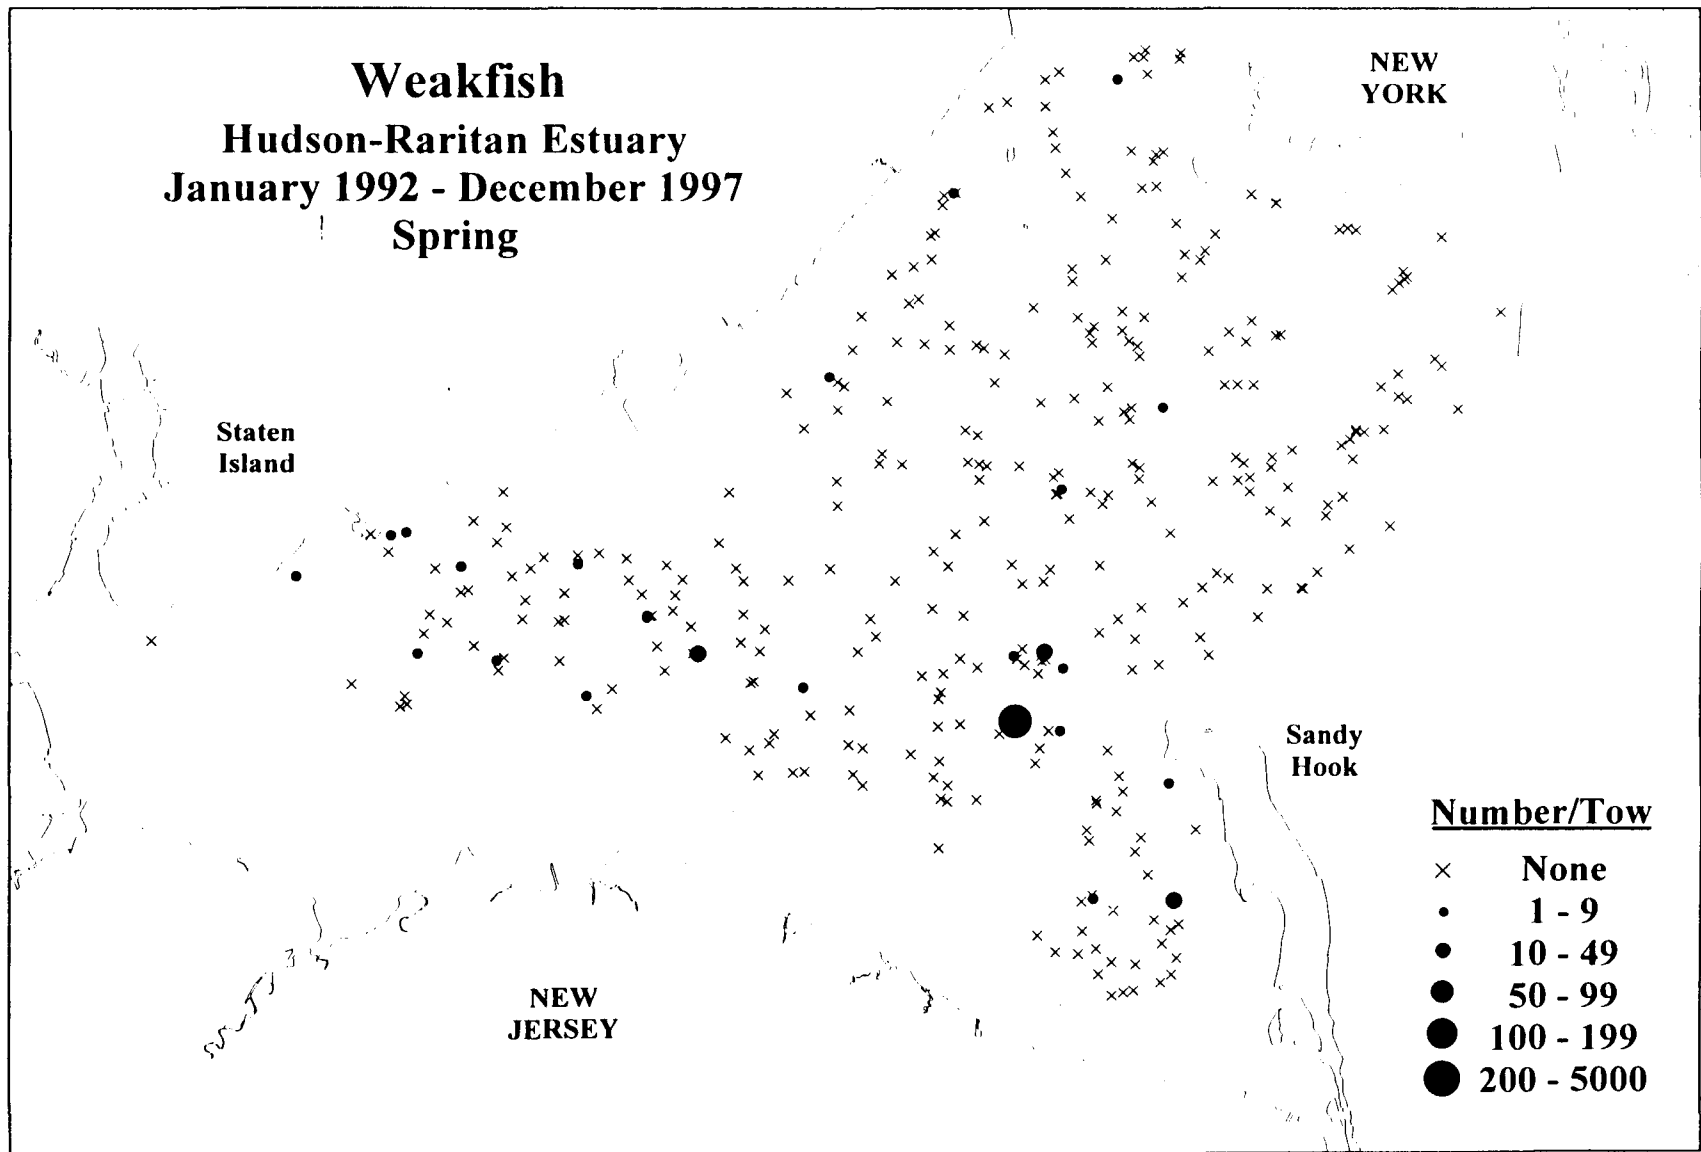 Weakfish
Hudson-Raritan Estuary
January 1992 - December 1997
Spring
NEW
YORK
Staten
Island
Sandy
Hook
NEW
JERSEY
Number/Tow
None
1 - 9
10 - 49
50 - 99
100 - 199
200 - 5000